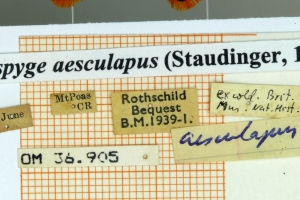 spyge aesculapus (Staudinger, 1
June
Mt Poas
CR
Rothschild
Bequest
B.M.1939-1.
ex coll. Brit.
Mus. Nat. Hist.
aesculapus
OM 36.905